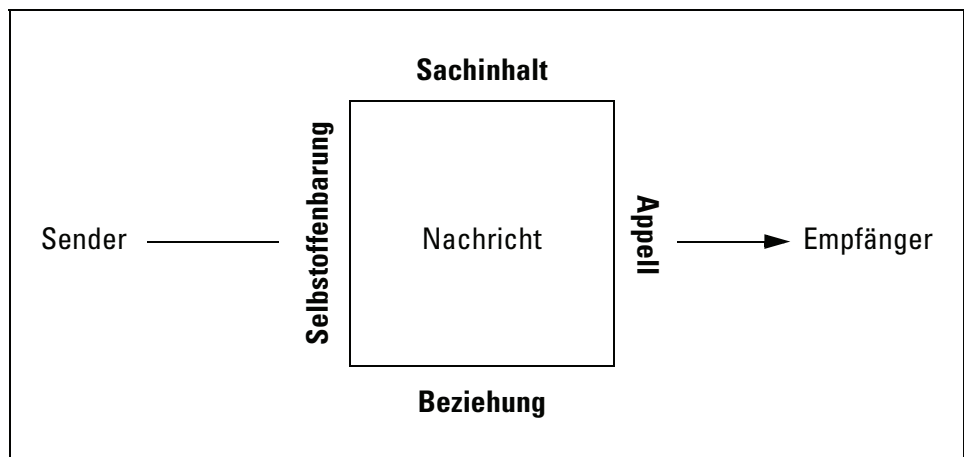 Sachinhalt
Selbstoffenbarung
Sender
Nachricht
Appell
Empfänger
Beziehung